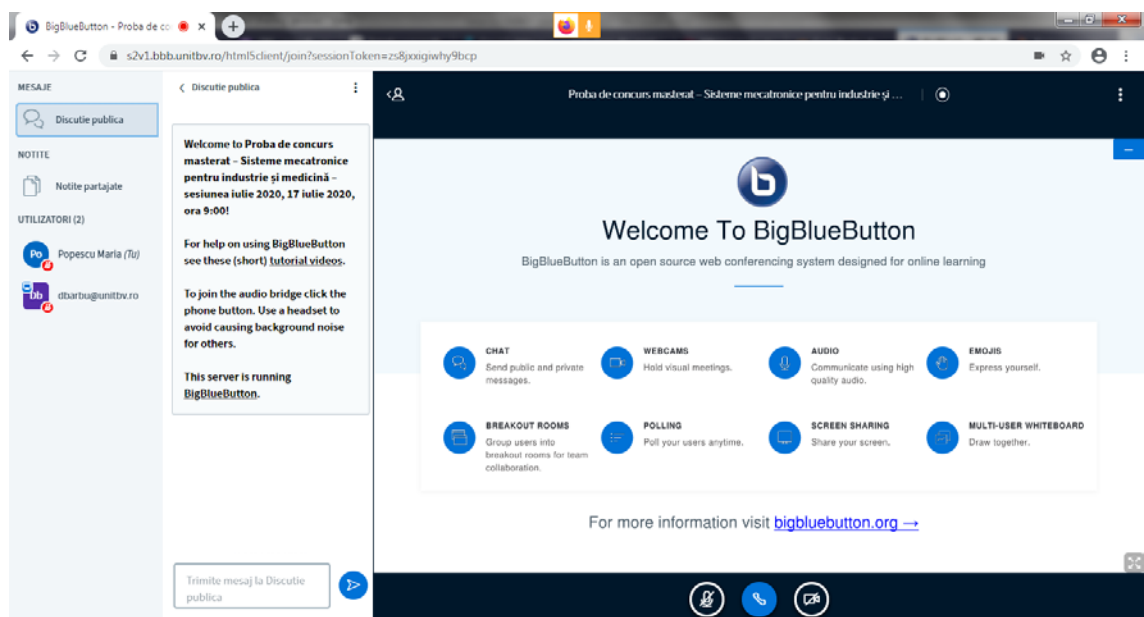 BigBlueButton - Proba de co
s2v1.bbb.unitbv.ro/html5client/join?sessionToken=zs8jxxigiwhy9bcp
MESAJE
Discutie publica
NOTITE
Notite partajate
UTILIZATORI (2)
Po
Popescu Maria (Tu)
Db
dbarbu@unitbv.ro
Discutie publica
Welcome to Proba de concurs
masterat – Sisteme mecatronice
pentru industrie și medicină –
sesiunea iulie 2020, 17 iulie 2020,
ora 9:00!
For help on using BigBlueButton
see these (short) tutorial videos.
To join the audio bridge click the
phone button. Use a headset to
avoid causing background noise
for others.
This server is running
BigBlueButton.
Trimite mesaj la Discutie
publica
Proba de concurs masterat – Sisteme mecatronice pentru industrie și ...
b
Welcome To BigBlueButton
BigBlueButton is an open source web conferencing system designed for online learning
CHAT
Send public and private
messages.
WEBCAMS
Hold visual meetings.
AUDIO
Communicate using high
quality audio.
EMOJIS
Express yourself.
BREAKOUT ROOMS
Group users into
breakout rooms for team
collaboration.
POLLING
Poll your users anytime.
SCREEN SHARING
Share your screen.
MULTI-USER WHITEBOARD
Draw together.
For more information visit bigbluebutton.org →